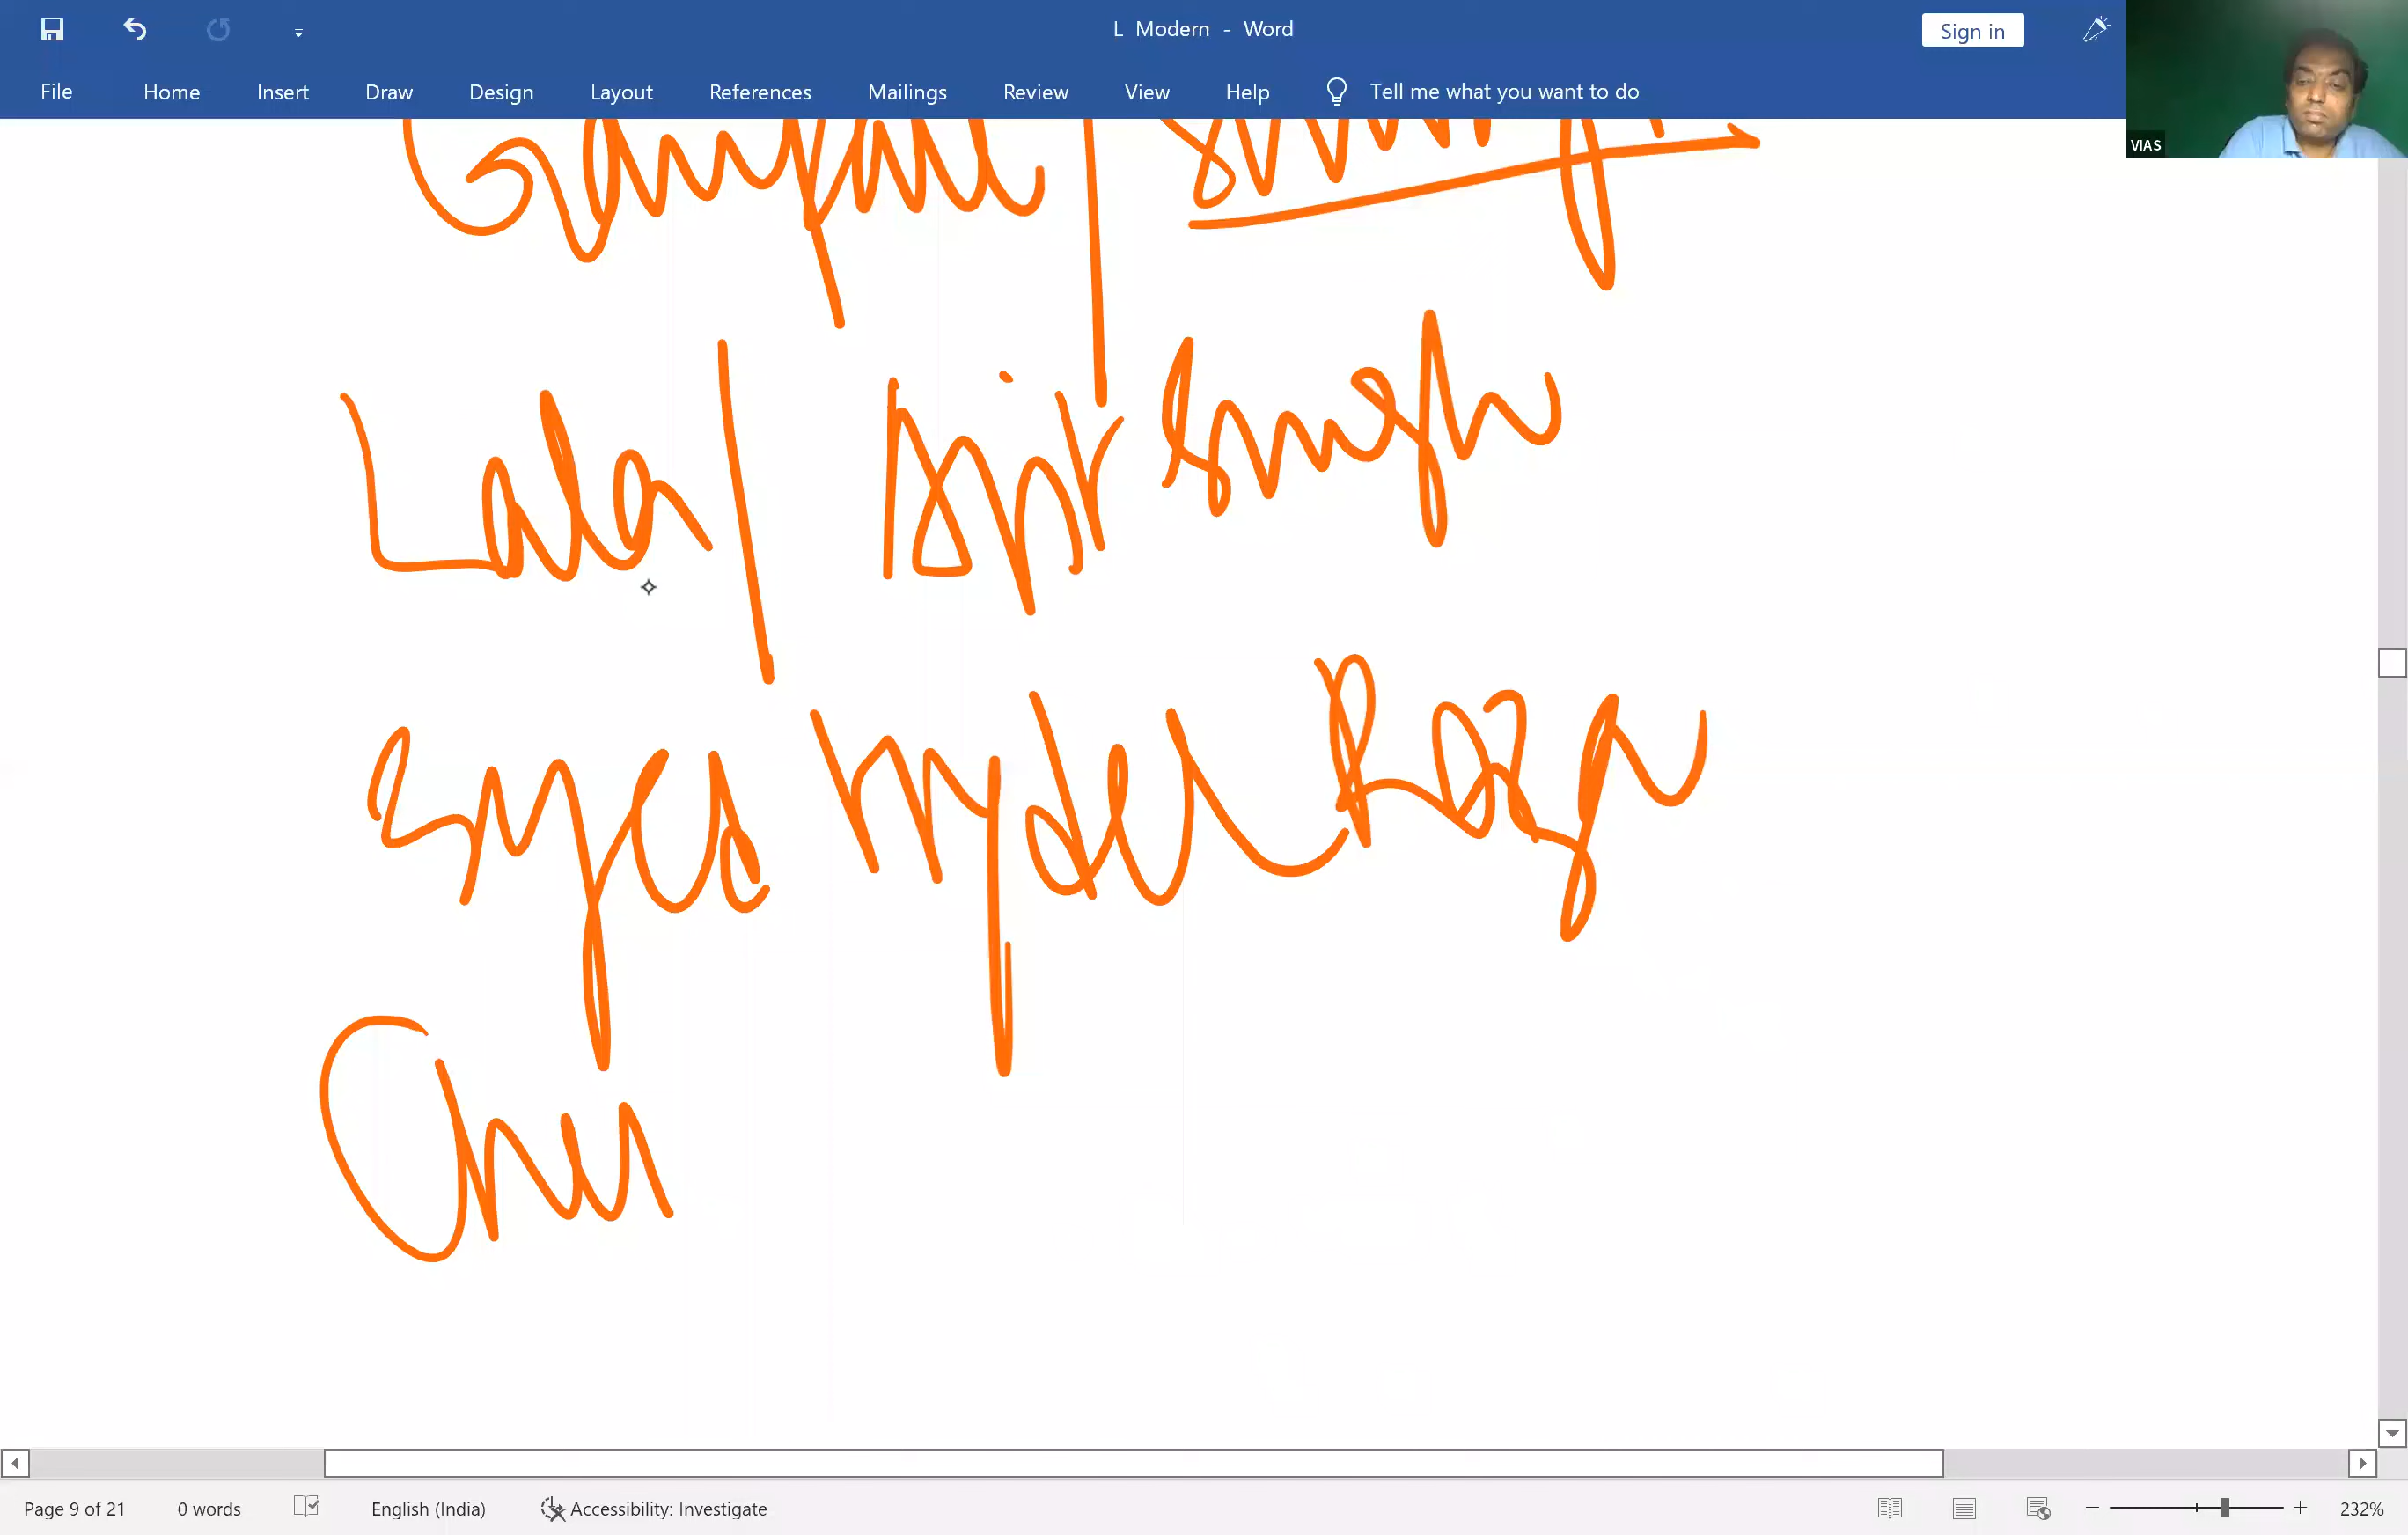 L Modern - Word
Sign in
File Home Insert Draw Design Layout References Mailings Review View Help Tell me what you want to do
VIAS
Lala / Ajit Singh
Syed Hyder Raza
Page 9 of 21 0 words English (India) Accessibility: Investigate 232%